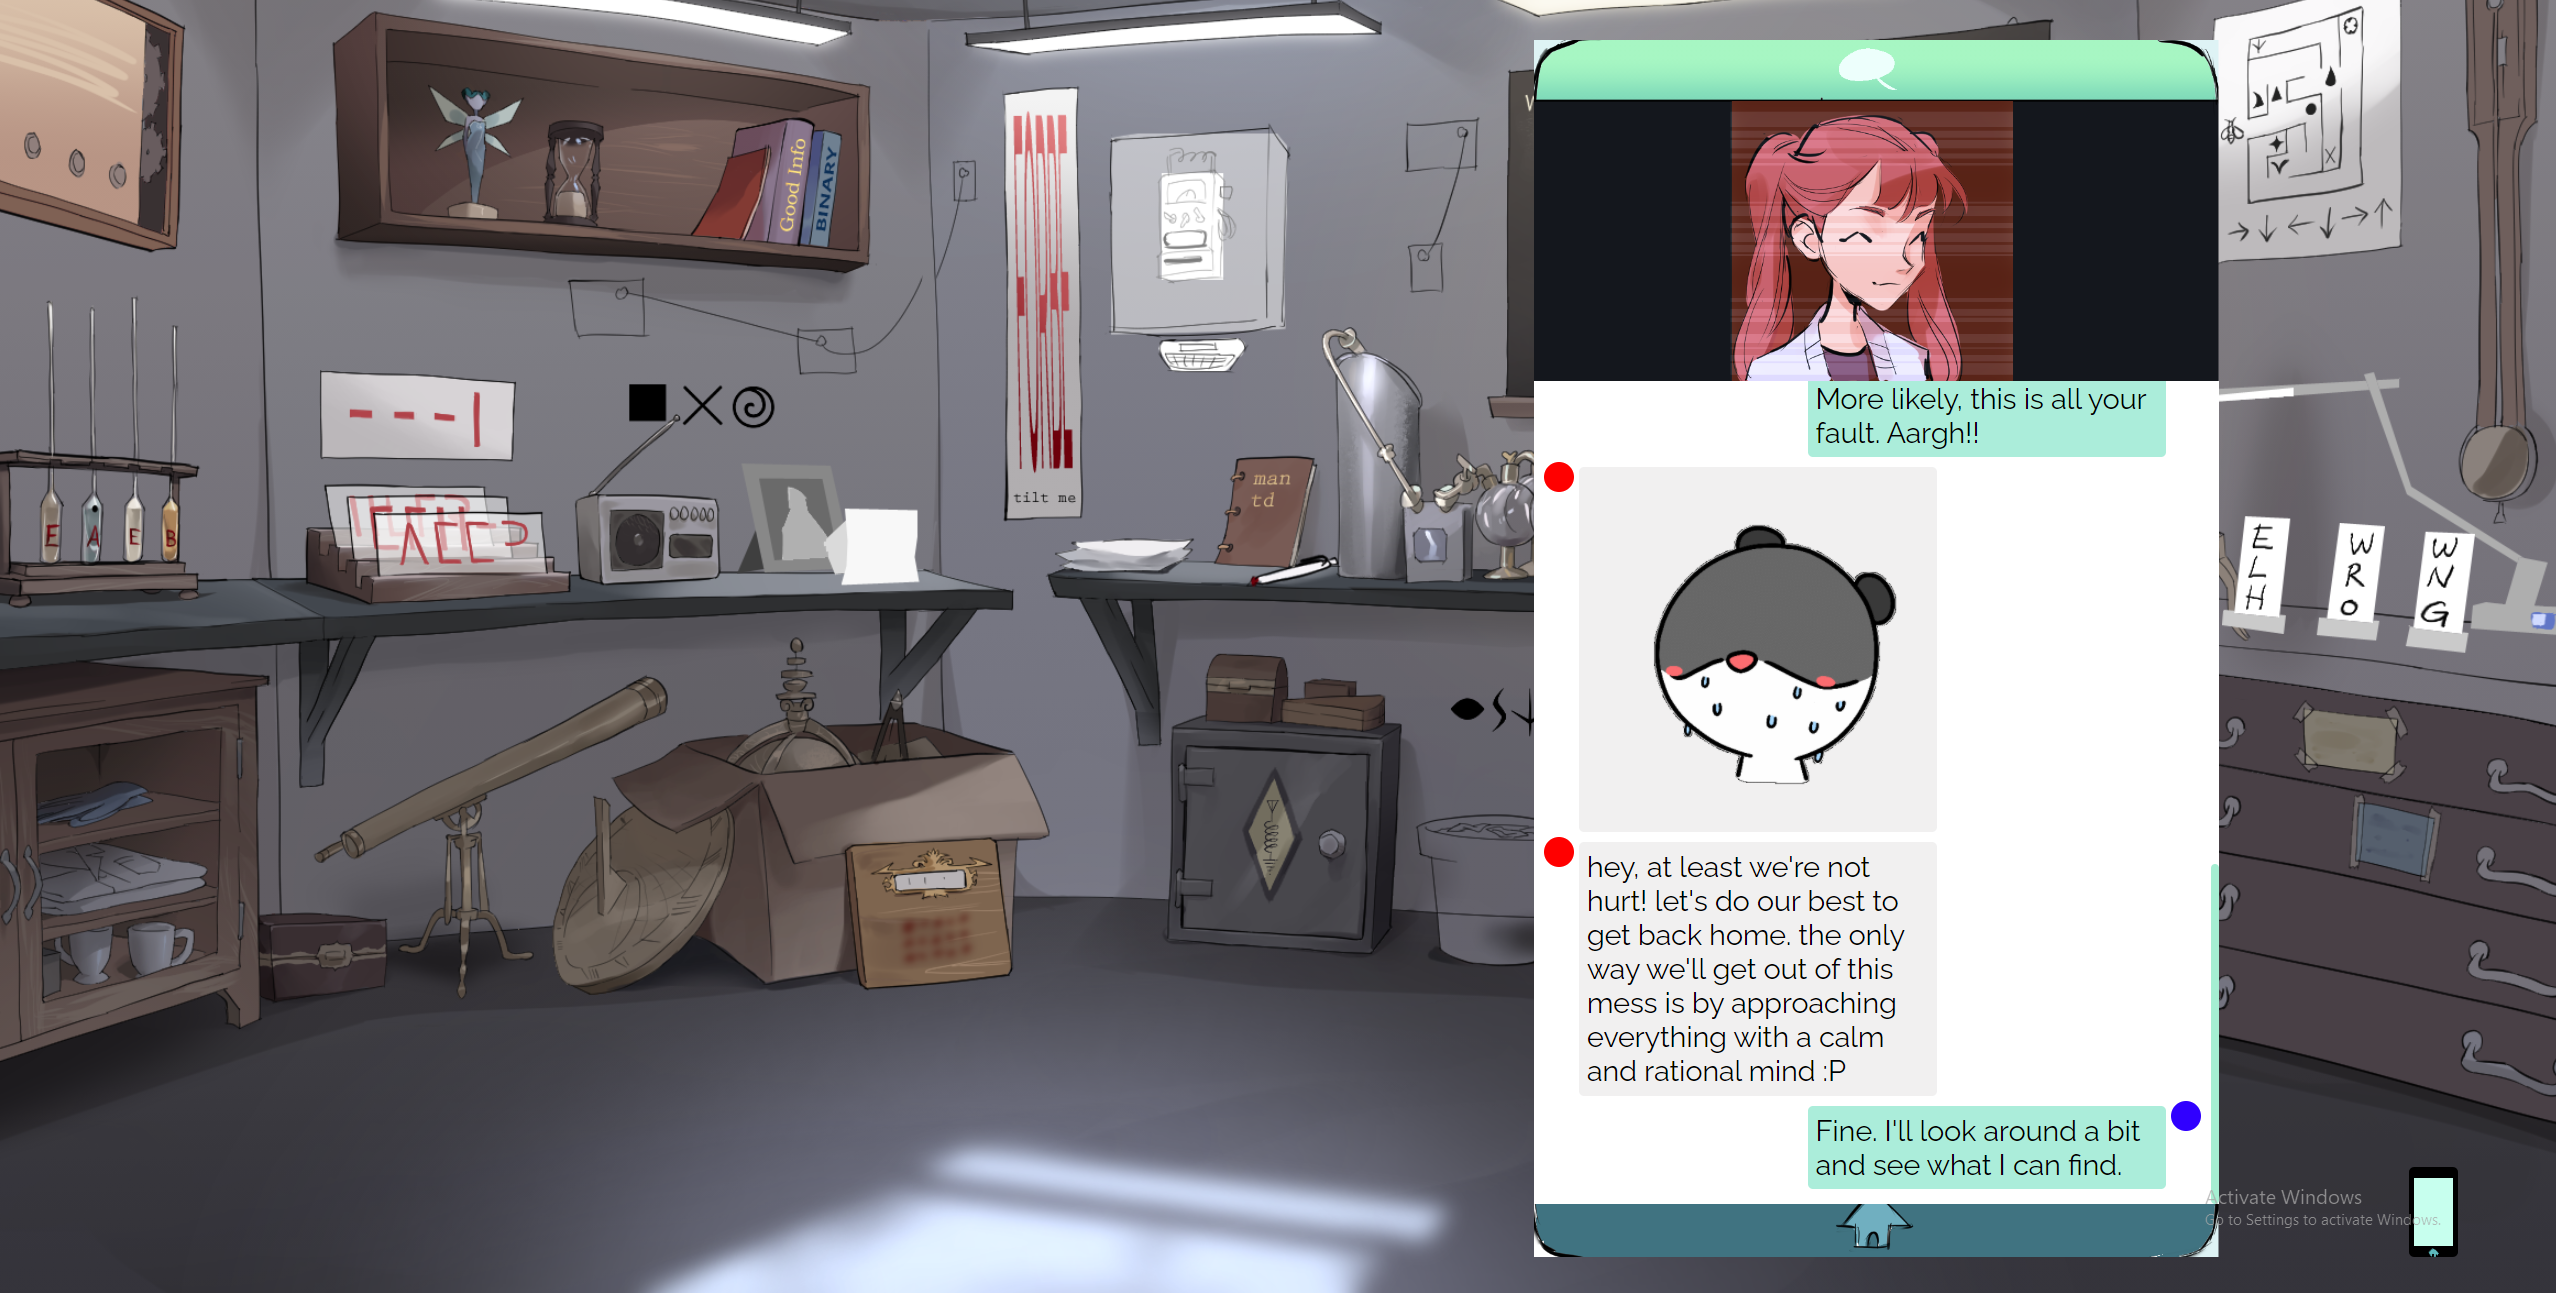 Good Info
BINARY
tilt me
man
td
E
A
E
B
E
L
H
W
R
O
W
N
G
More likely, this is all your
fault. Aargh!!
hey, at least we're not
hurt! let's do our best to
get back home. the only
way we'll get out of this
mess is by approaching
everything with a calm
and rational mind :P
Fine. I'll look around a bit
and see what I can find.
Activate Windows
Go to Settings to activate Windows.